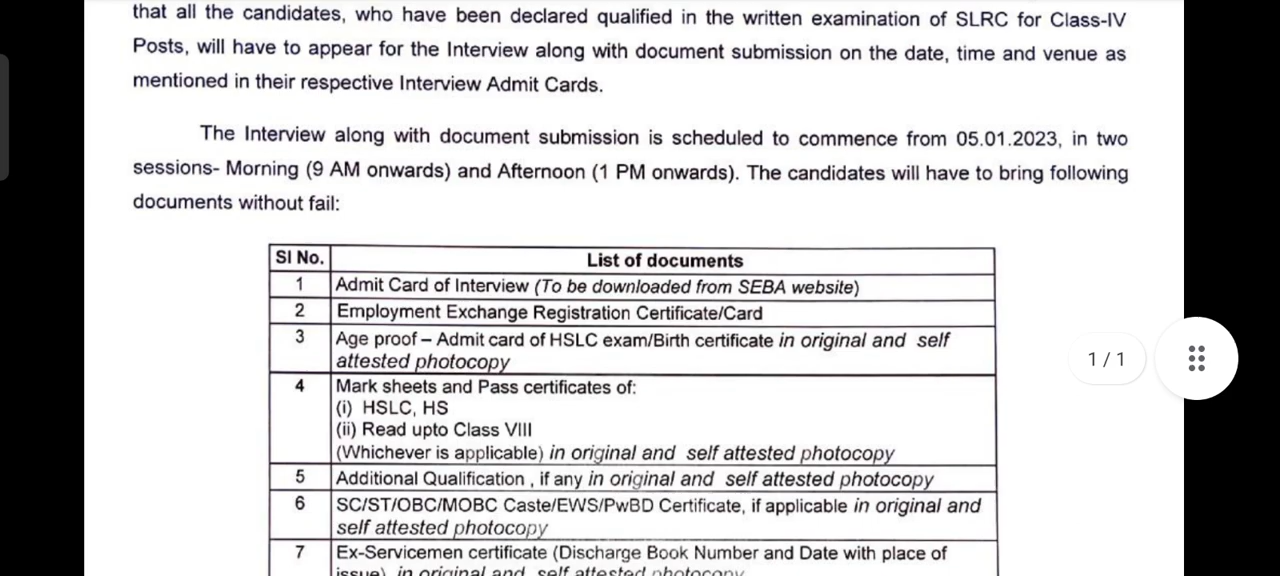 that all the candidates, who have been declared qualified in the written examination of SLRC for Class-IV
Posts, will have to appear for the Interview along with document submission on the date, time and venue as
mentioned in their respective Interview Admit Cards.
The Interview along with document submission is scheduled to commence from 05.01.2023, in two
sessions- Morning (9 AM onwards) and Afternoon (1 PM onwards). The candidates will have to bring following
documents without fail:
Sl No. List of documents
1 Admit Card of Interview (To be downloaded from SEBA website)
2 Employment Exchange Registration Certificate/Card
3 Age proof – Admit card of HSLC exam/Birth certificate in original and self
attested photocopy
4 Mark sheets and Pass certificates of:
(i) HSLC, HS
(ii) Read upto Class VIII
(Whichever is applicable) in original and self attested photocopy
5 Additional Qualification , if any in original and self attested photocopy
6 SC/ST/OBC/MOBC Caste/EWS/PwBD Certificate, if applicable in original and
self attested photocopy
7 Ex-Servicemen certificate (Discharge Book Number and Date with place of
issue) in original and self attested photocopy
1 / 1